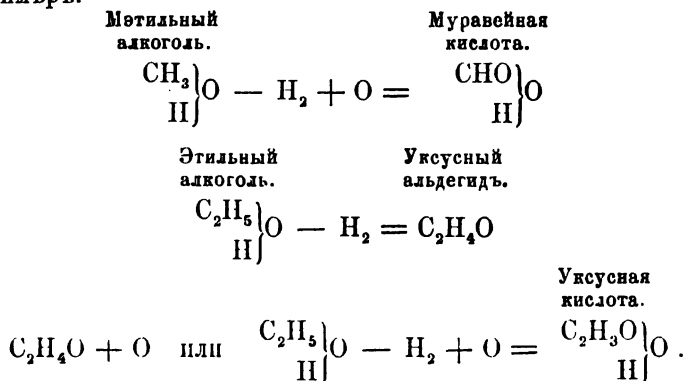 Мэтильный Муравейная
алкоголь. кислота.
CH₃}O — H₂ + O = CHO}O
H} H}
Этильный Уксусный
алкоголь. альдегидъ.
C₂H₅}O — H₂ = C₂H₄O
H}
Уксусная
кислота.
C₂H₄O + O или C₂H₅}O — H₂ + O = C₂H₃O}O .
H} H}